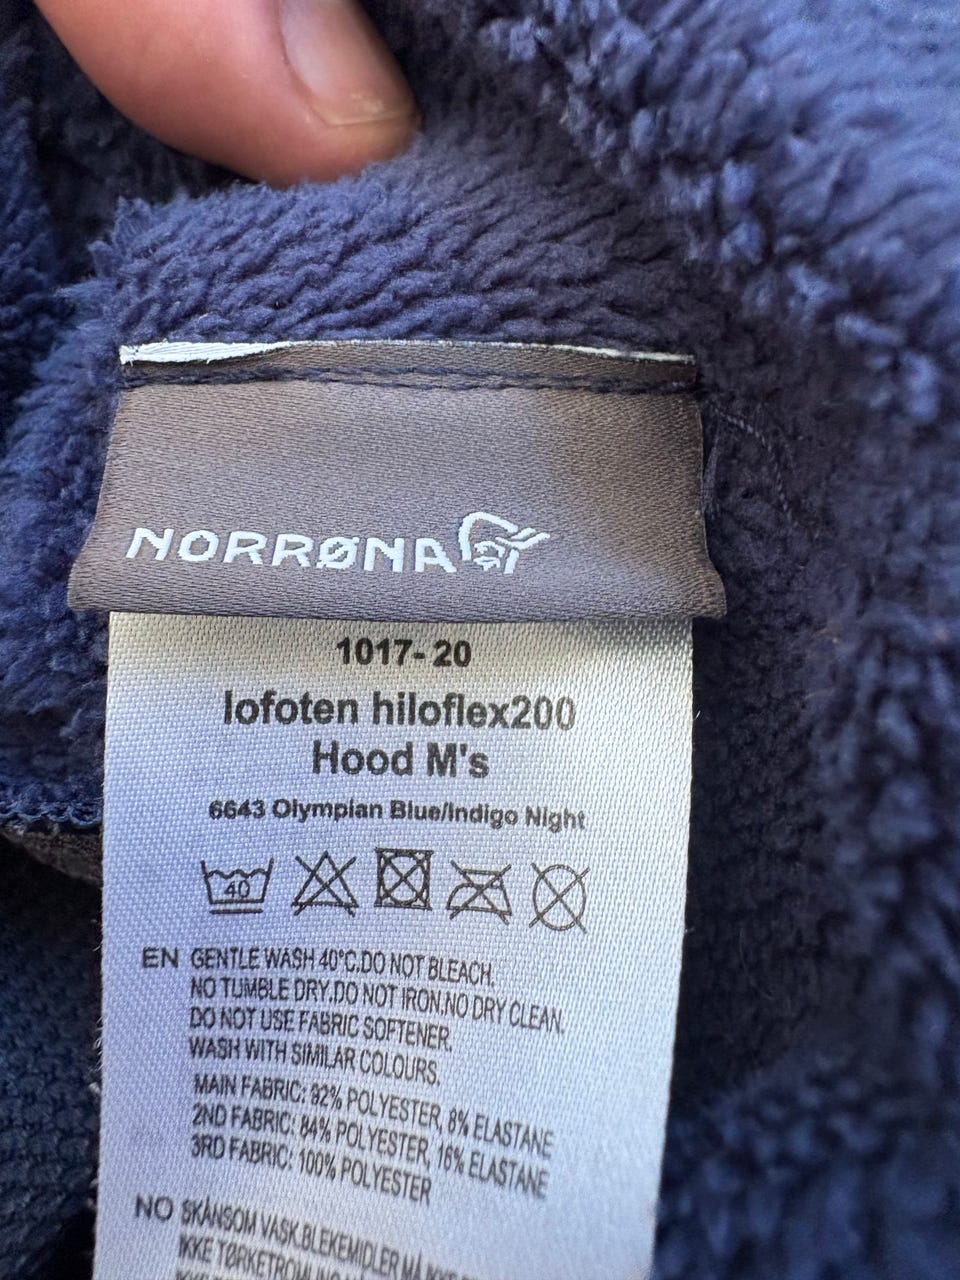 NORRØNA
1017-20
lofoten hiloflex200
Hood M's
6643 Olympian Blue/Indigo Night
40
EN GENTLE WASH 40°C.DO NOT BLEACH.
NO TUMBLE DRY.DO NOT IRON.NO DRY CLEAN.
DO NOT USE FABRIC SOFTENER.
WASH WITH SIMILAR COLOURS.
MAIN FABRIC: 92% POLYESTER, 8% ELASTANE
2ND FABRIC: 84% POLYESTER, 16% ELASTANE
3RD FABRIC: 100% POLYESTER
NO SKÅNSOM VASK.BLEKEMIDLER MÅ
IKKE